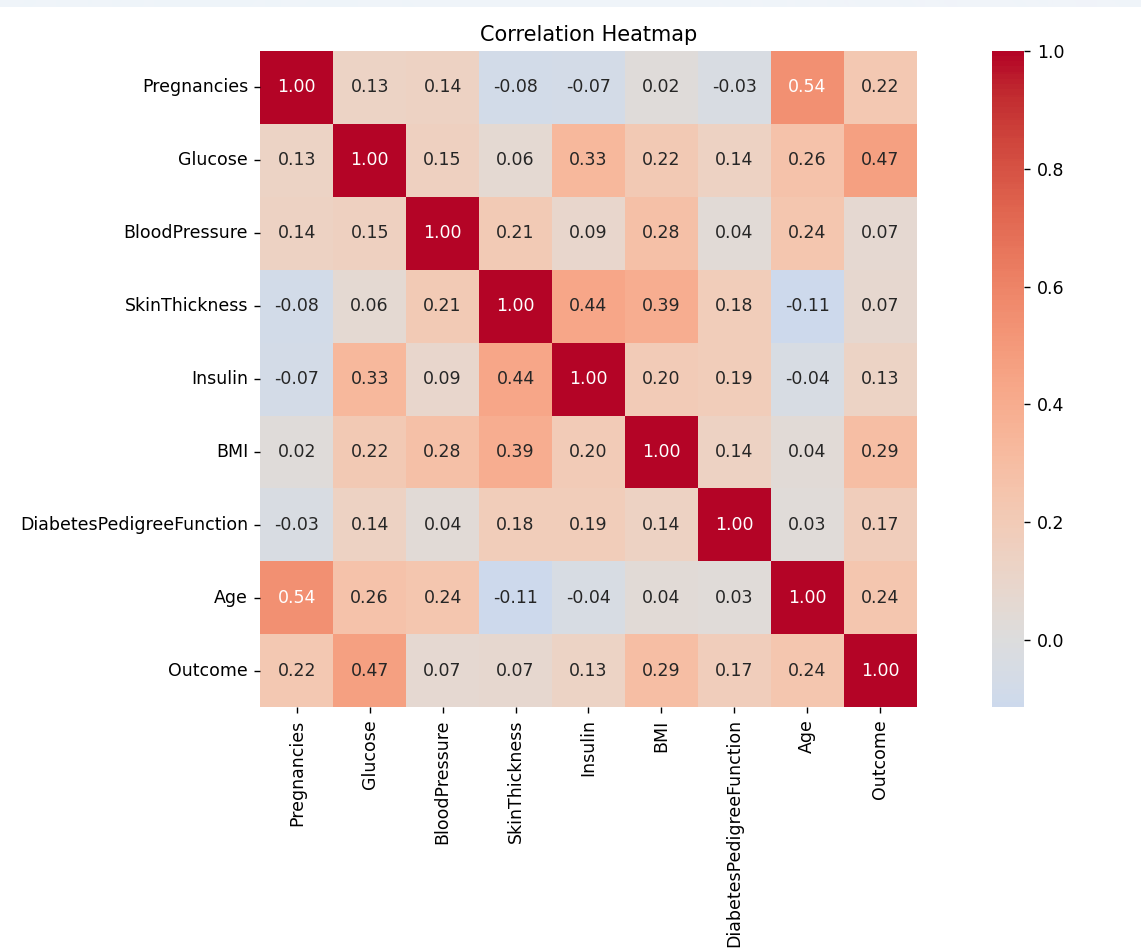 Correlation Heatmap
Pregnancies 1.00 0.13 0.14 -0.08 -0.07 0.02 -0.03 0.54 0.22
Glucose 0.13 1.00 0.15 0.06 0.33 0.22 0.14 0.26 0.47
BloodPressure 0.14 0.15 1.00 0.21 0.09 0.28 0.04 0.24 0.07
SkinThickness -0.08 0.06 0.21 1.00 0.44 0.39 0.18 -0.11 0.07
Insulin -0.07 0.33 0.09 0.44 1.00 0.20 0.19 -0.04 0.13
BMI 0.02 0.22 0.28 0.39 0.20 1.00 0.14 0.04 0.29
DiabetesPedigreeFunction -0.03 0.14 0.04 0.18 0.19 0.14 1.00 0.03 0.17
Age 0.54 0.26 0.24 -0.11 -0.04 0.04 0.03 1.00 0.24
Outcome 0.22 0.47 0.07 0.07 0.13 0.29 0.17 0.24 1.00
Pregnancies
Glucose
BloodPressure
SkinThickness
Insulin
BMI
DiabetesPedigreeFunction
Age
Outcome
1.0
0.8
0.6
0.4
0.2
0.0